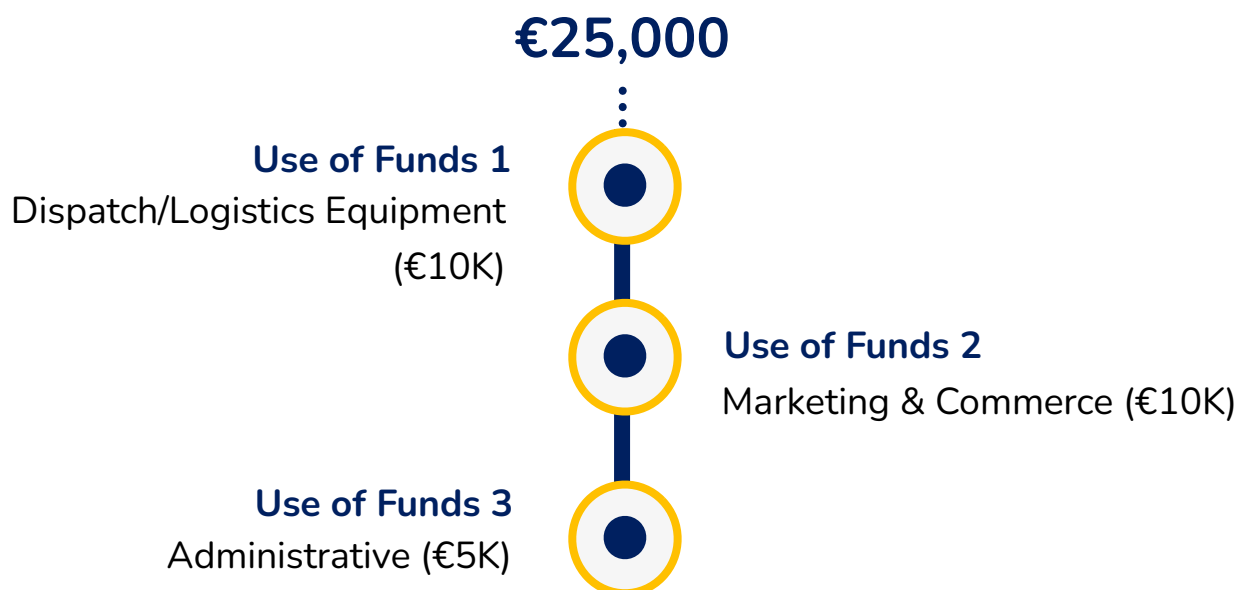 €25,000
Use of Funds 1
Dispatch/Logistics Equipment
(€10K)
Use of Funds 2
Marketing & Commerce (€10K)
Use of Funds 3
Administrative (€5K)